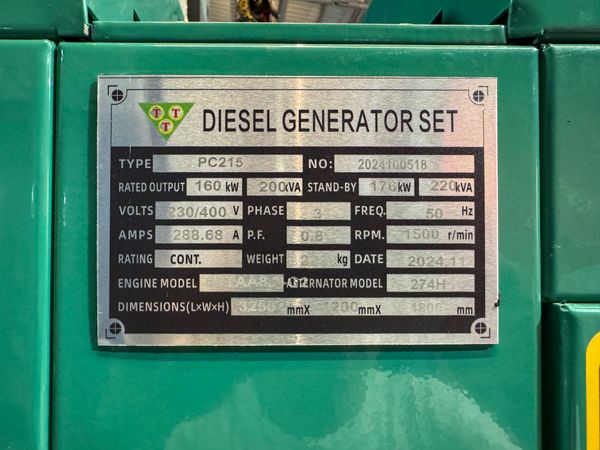 T T
T
DIESEL GENERATOR SET
TYPE PC215 NO: 2024100518
RATED OUTPUT 160 kW 200 kVA STAND-BY 176 kW 220 kVA
VOLTS 230/400 V PHASE 3 FREQ. 50 Hz
AMPS 288.68 A P.F. 0.8 RPM. 1500 r/min
RATING CONT. WEIGHT kg DATE 2024.11
ENGINE MODEL ALTERNATOR MODEL 274H
DIMENSIONS(L×W×H) 3250 mmX 1200 mmX 1800 mm